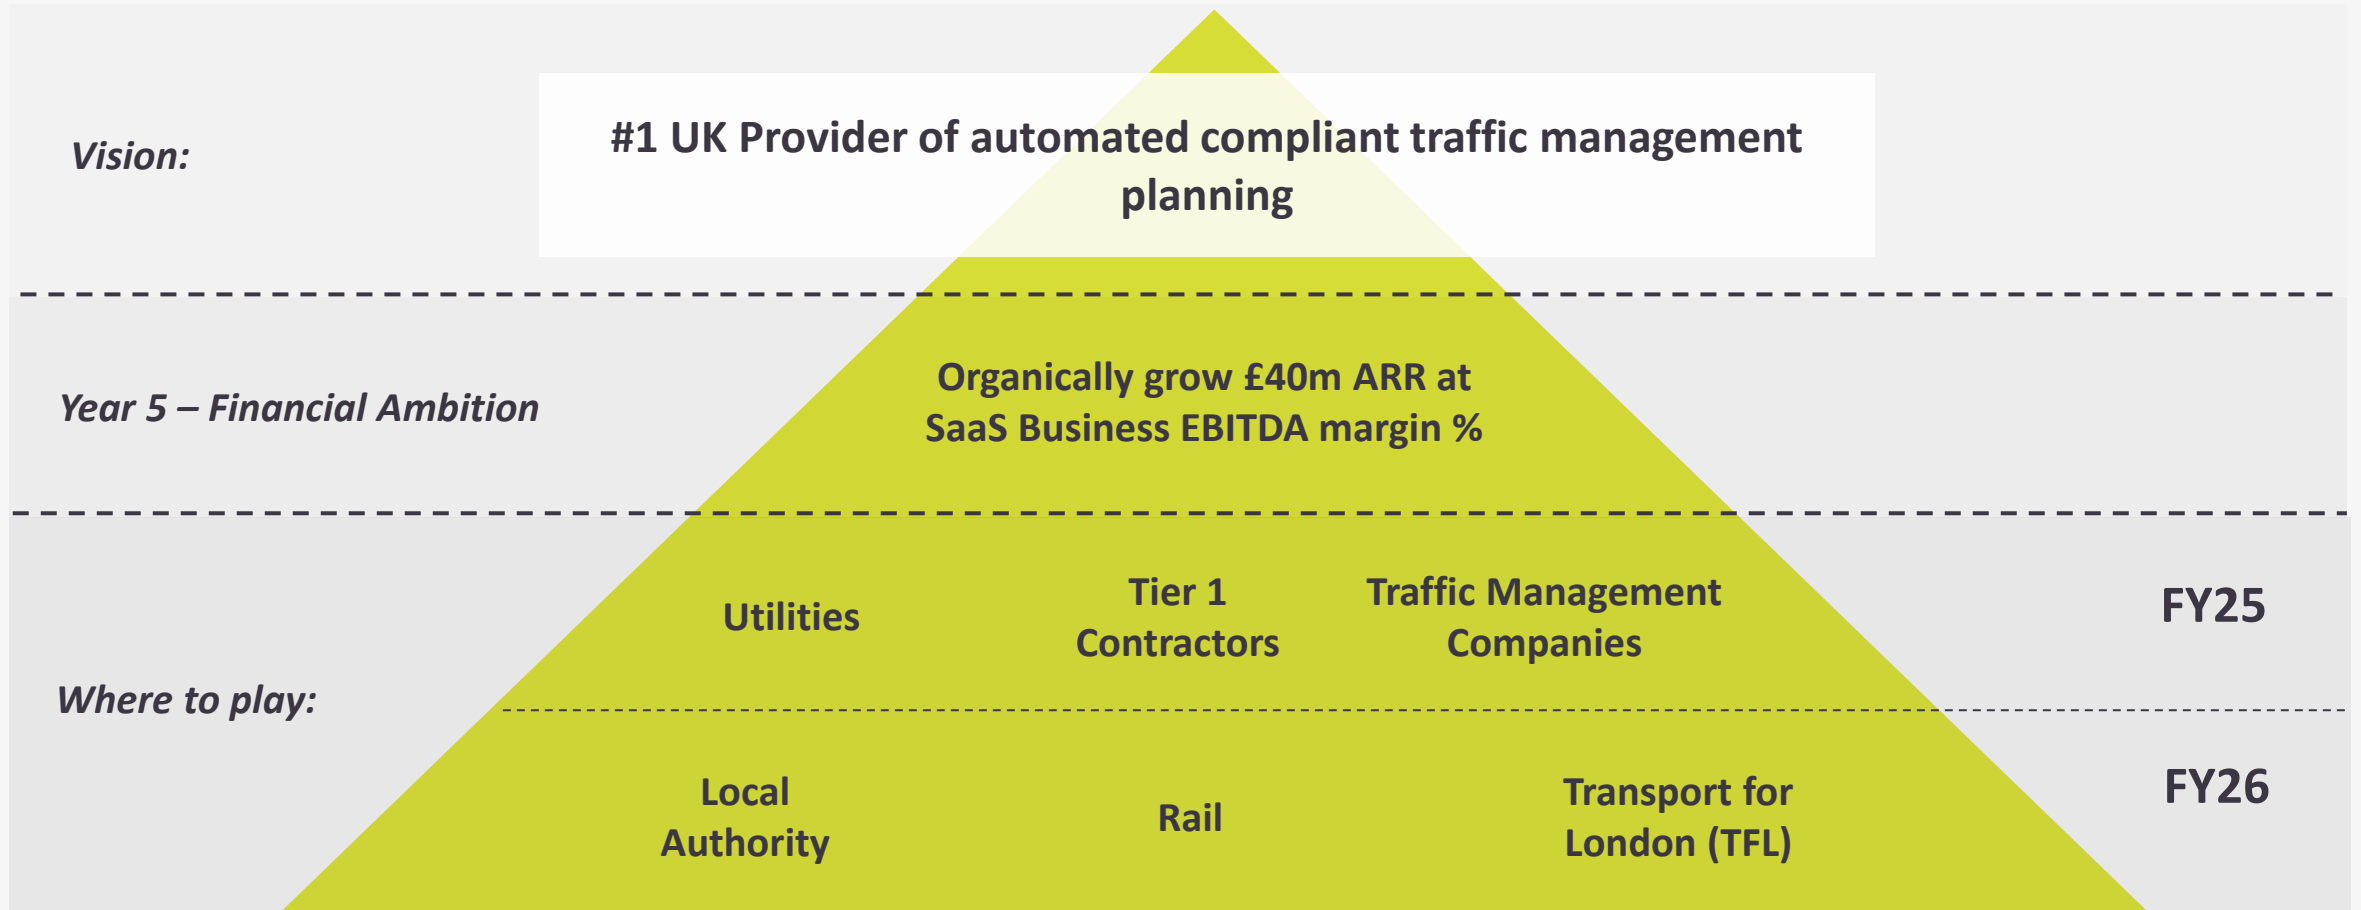 Vision:
#1 UK Provider of automated compliant traffic management
planning
Year 5 – Financial Ambition
Organically grow £40m ARR at
SaaS Business EBITDA margin %
Where to play:
Utilities
Tier 1
Contractors
Traffic Management
Companies
FY25
Local
Authority
Rail
Transport for
London (TFL)
FY26